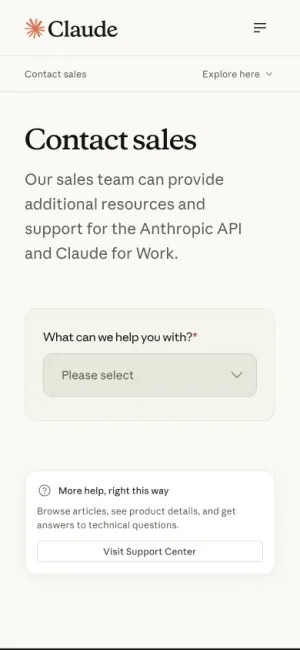 Claude
Contact sales
Explore here
Contact sales
Our sales team can provide
additional resources and
support for the Anthropic API
and Claude for Work.
What can we help you with?*
Please select
More help, right this way
Browse articles, see product details, and get
answers to technical questions.
Visit Support Center